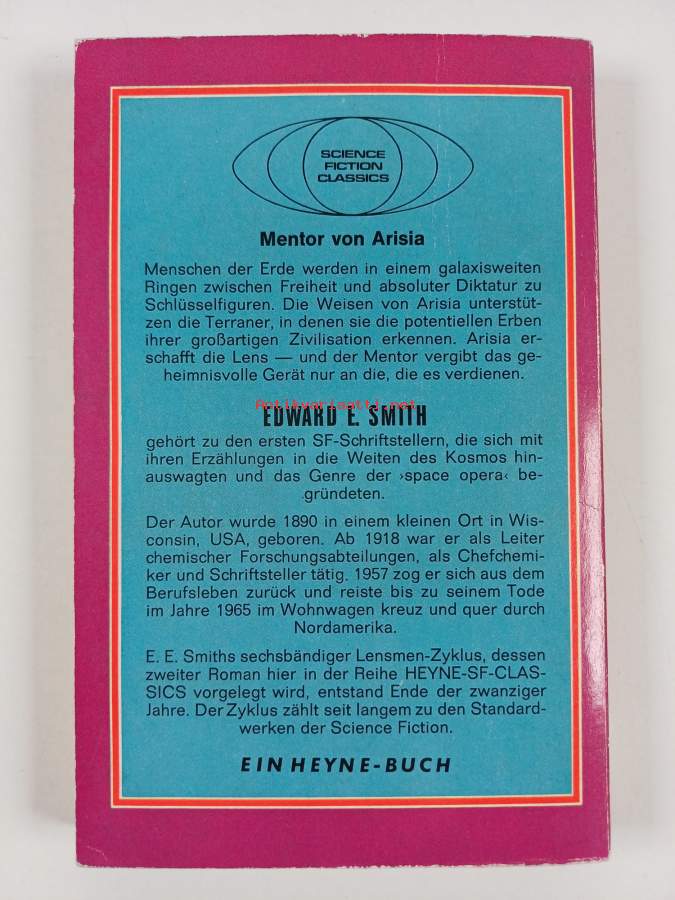 SCIENCE
FICTION
CLASSICS
Mentor von Arisia
Menschen der Erde werden in einem galaxisweiten
Ringen zwischen Freiheit und absoluter Diktatur zu
Schlüsselfiguren. Die Weisen von Arisia unterstüt-
zen die Terraner, in denen sie die potentiellen Erben
ihrer großartigen Zivilisation erkennen. Arisia er-
schafft die Lens — und der Mentor vergibt das ge-
heimnisvolle Gerät nur an die, die es verdienen.
Antikvariaatti.net
EDWARD E. SMITH
gehört zu den ersten SF-Schriftstellern, die sich mit
ihren Erzählungen in die Weiten des Kosmos hin-
auswagten und das Genre der ›space opera‹ be-
gründeten.
Der Autor wurde 1890 in einem kleinen Ort in Wis-
consin, USA, geboren. Ab 1918 war er als Leiter
chemischer Forschungsabteilungen, als Chefchemi-
ker und Schriftsteller tätig. 1957 zog er sich aus dem
Berufsleben zurück und reiste bis zu seinem Tode
im Jahre 1965 im Wohnwagen kreuz und quer durch
Nordamerika.
E. E. Smiths sechsbändiger Lensmen-Zyklus, dessen
zweiter Roman hier in der Reihe HEYNE-SF-CLAS-
SICS vorgelegt wird, entstand Ende der zwanziger
Jahre. Der Zyklus zählt seit langem zu den Standard-
werken der Science Fiction.
EIN HEYNE-BUCH